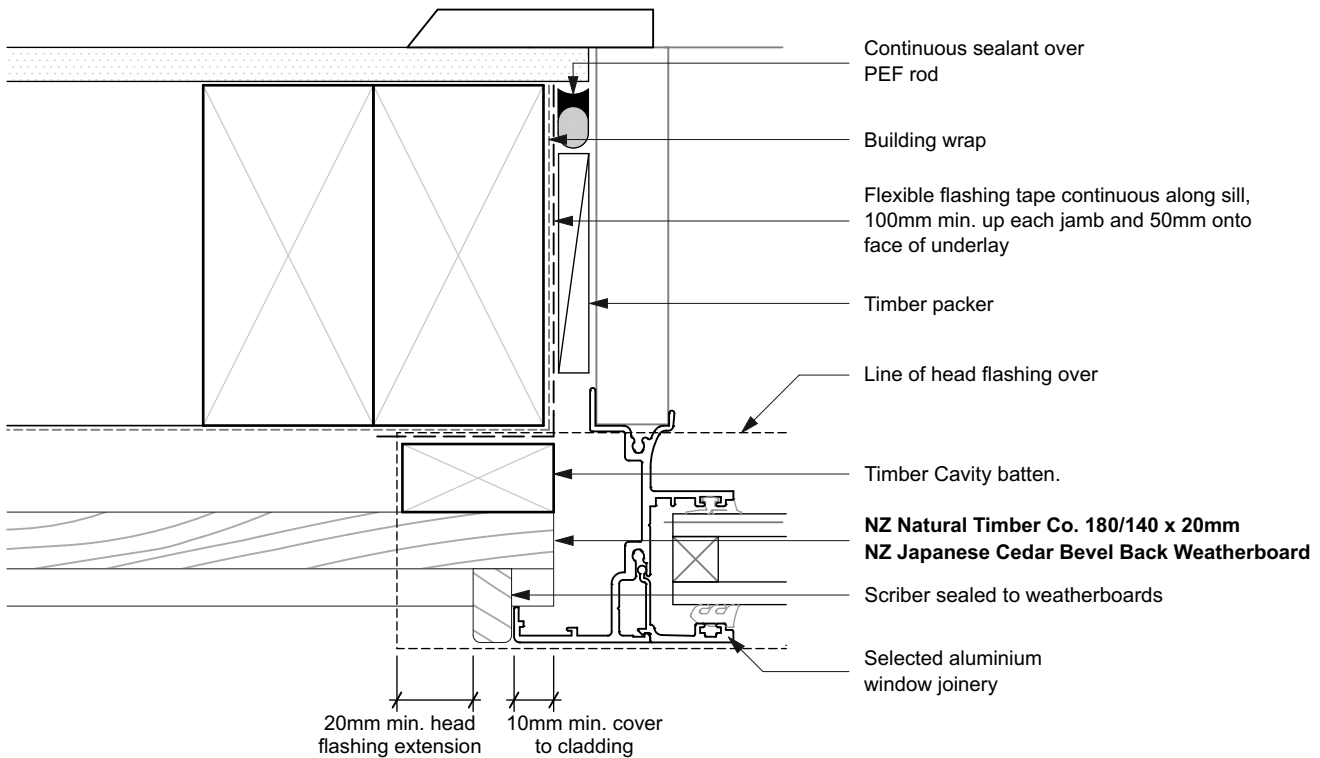 Continuous sealant over
PEF rod
Building wrap
Flexible flashing tape continuous along sill,
100mm min. up each jamb and 50mm onto
face of underlay
Timber packer
Line of head flashing over
Timber Cavity batten.
NZ Natural Timber Co. 180/140 x 20mm
NZ Japanese Cedar Bevel Back Weatherboard
Scriber sealed to weatherboards
Selected aluminium
window joinery
20mm min. head
flashing extension
10mm min. cover
to cladding